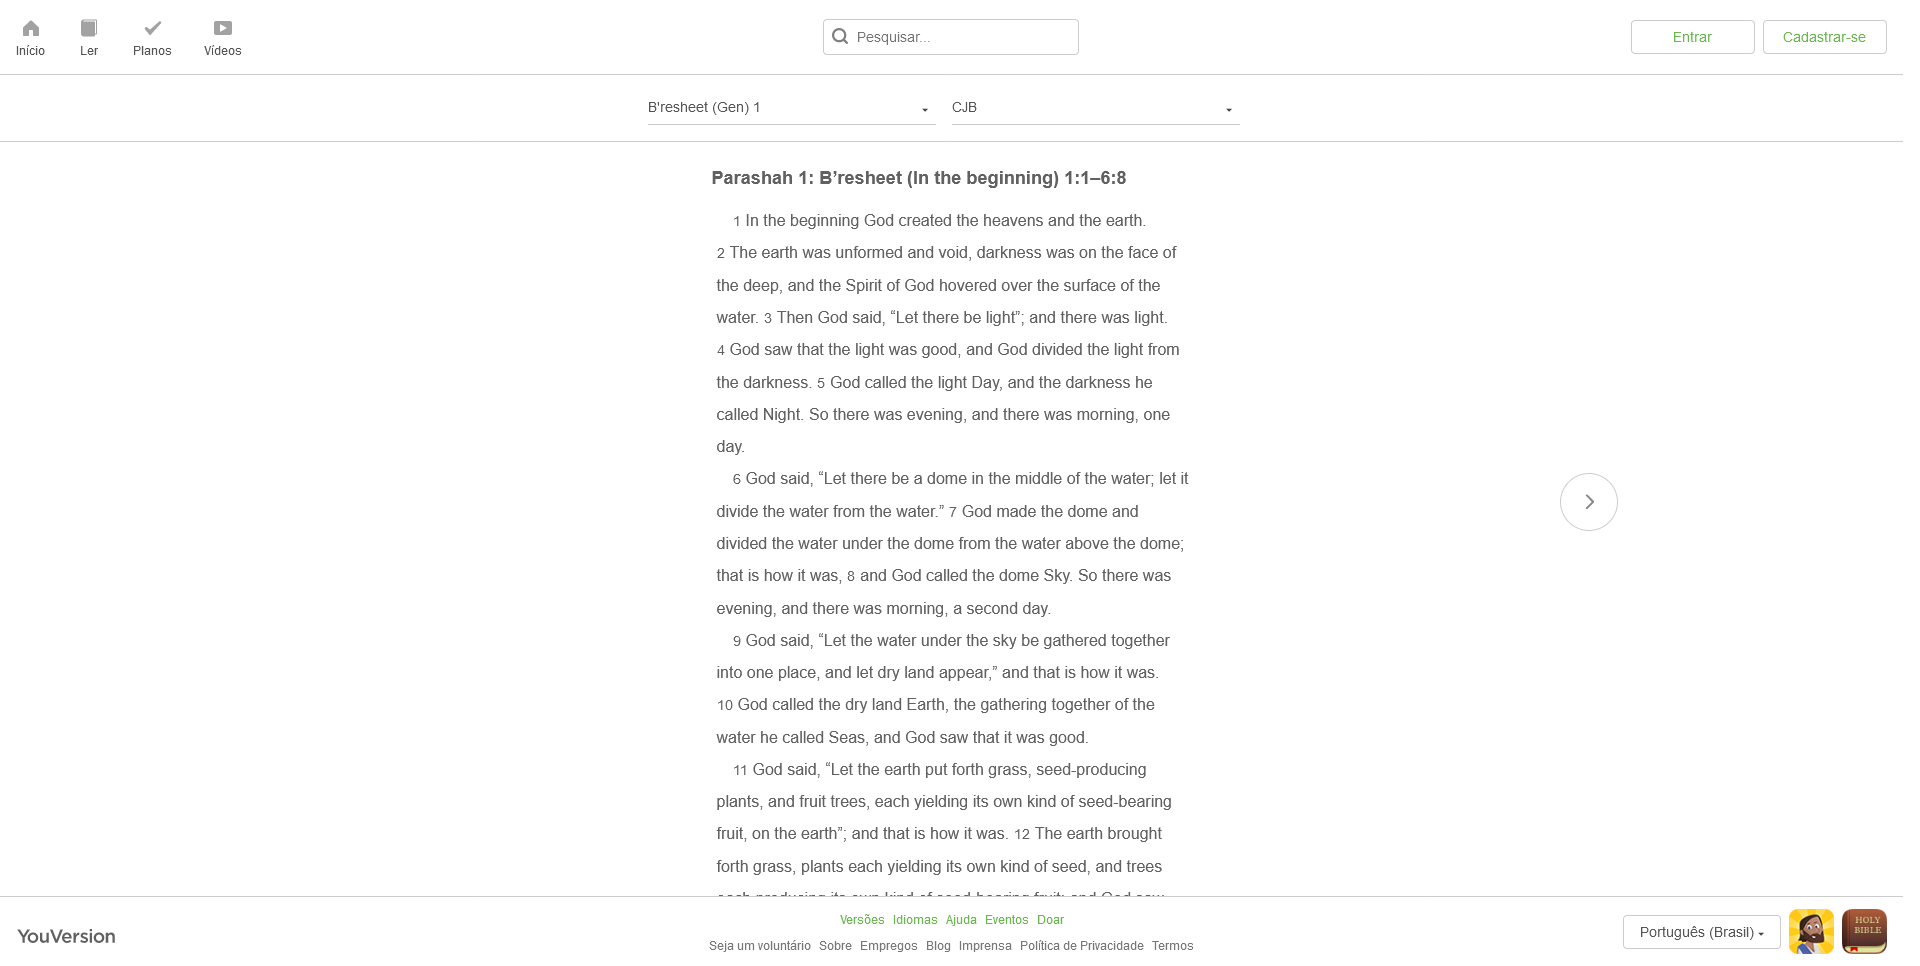 Início
Ler
Planos
Vídeos
Pesquisar...
Entrar
Cadastrar-se
B'resheet (Gen) 1
CJB
Parashah 1: B’resheet (In the beginning) 1:1–6:8
1 In the beginning God created the heavens and the earth.
2 The earth was unformed and void, darkness was on the face of
the deep, and the Spirit of God hovered over the surface of the
water. 3 Then God said, “Let there be light”; and there was light.
4 God saw that the light was good, and God divided the light from
the darkness. 5 God called the light Day, and the darkness he
called Night. So there was evening, and there was morning, one
day.
6 God said, “Let there be a dome in the middle of the water; let it
divide the water from the water.” 7 God made the dome and
divided the water under the dome from the water above the dome;
that is how it was, 8 and God called the dome Sky. So there was
evening, and there was morning, a second day.
9 God said, “Let the water under the sky be gathered together
into one place, and let dry land appear,” and that is how it was.
10 God called the dry land Earth, the gathering together of the
water he called Seas, and God saw that it was good.
11 God said, “Let the earth put forth grass, seed-producing
plants, and fruit trees, each yielding its own kind of seed-bearing
fruit, on the earth”; and that is how it was. 12 The earth brought
forth grass, plants each yielding its own kind of seed, and trees
each producing its own kind of seed-bearing fruit; and God saw
Versões Idiomas Ajuda Eventos Doar
YouVersion
Seja um voluntário Sobre Empregos Blog Imprensa Política de Privacidade Termos
Português (Brasil)
HOLY
BIBLE